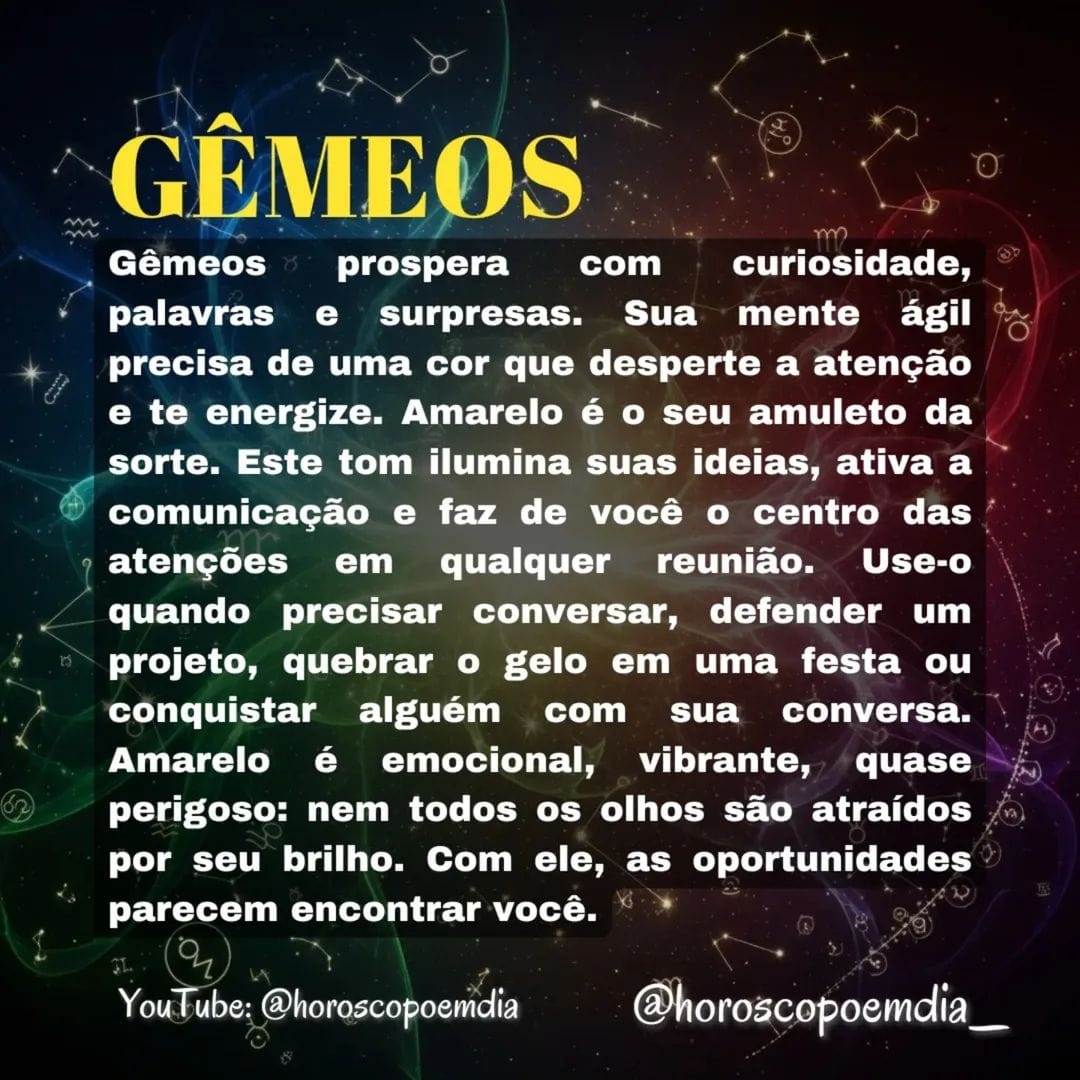 GÊMEOS
Gêmeos prospera com curiosidade,
palavras e surpresas. Sua mente ágil
precisa de uma cor que desperte a atenção
e te energize. Amarelo é o seu amuleto da
sorte. Este tom ilumina suas ideias, ativa a
comunicação e faz de você o centro das
atenções em qualquer reunião. Use-o
quando precisar conversar, defender um
projeto, quebrar o gelo em uma festa ou
conquistar alguém com sua conversa.
Amarelo é emocional, vibrante, quase
perigoso: nem todos os olhos são atraídos
por seu brilho. Com ele, as oportunidades
parecem encontrar você.
YouTube: @horoscopoemdia
@horoscopoemdia_